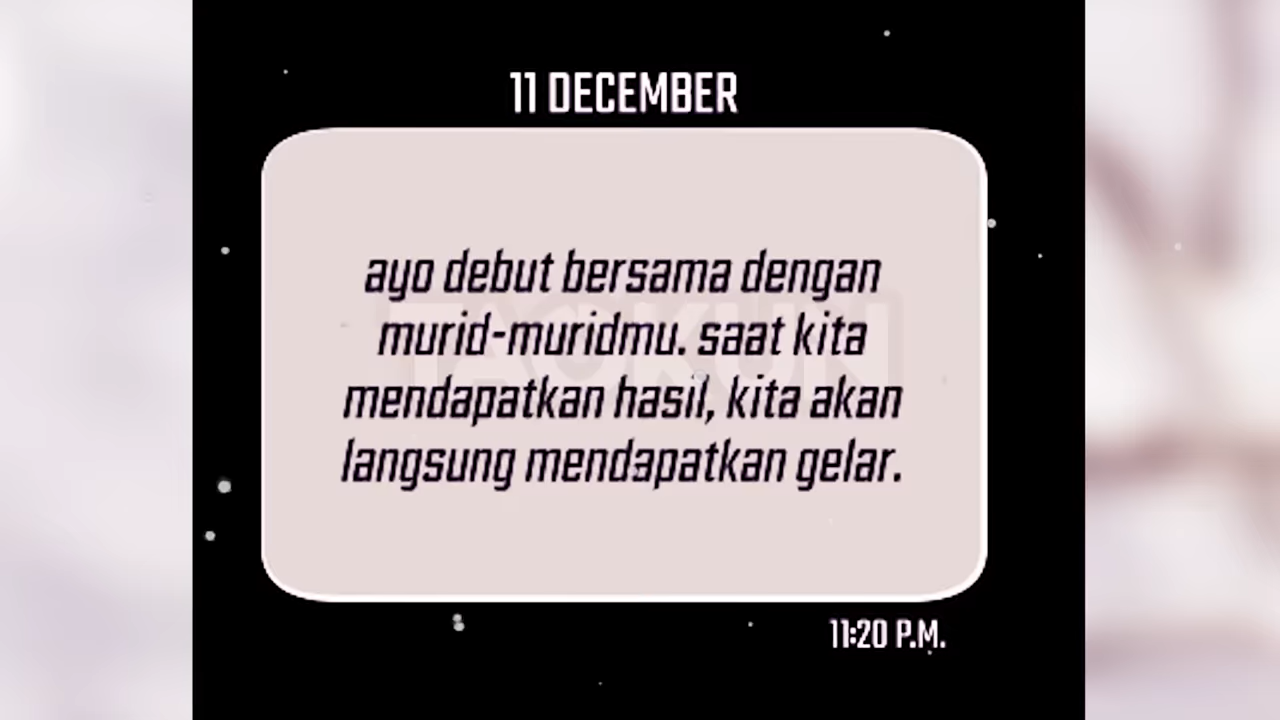 11 DECEMBER
ayo debut bersama dengan
murid-muridmu. saat kita
mendapatkan hasil, kita akan
langsung mendapatkan gelar.
TAOKUN
11:20 P.M.